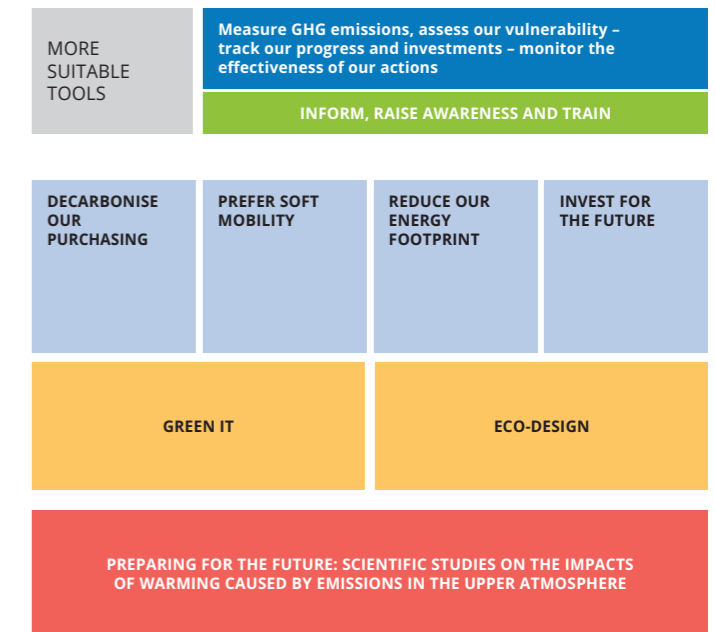 MORE
SUITABLE
TOOLS
Measure GHG emissions, assess our vulnerability –
track our progress and investments – monitor the
effectiveness of our actions
INFORM, RAISE AWARENESS AND TRAIN
DECARBONISE
OUR
PURCHASING
PREFER SOFT
MOBILITY
REDUCE OUR
ENERGY
FOOTPRINT
INVEST FOR
THE FUTURE
GREEN IT
ECO-DESIGN
PREPARING FOR THE FUTURE: SCIENTIFIC STUDIES ON THE IMPACTS
OF WARMING CAUSED BY EMISSIONS IN THE UPPER ATMOSPHERE